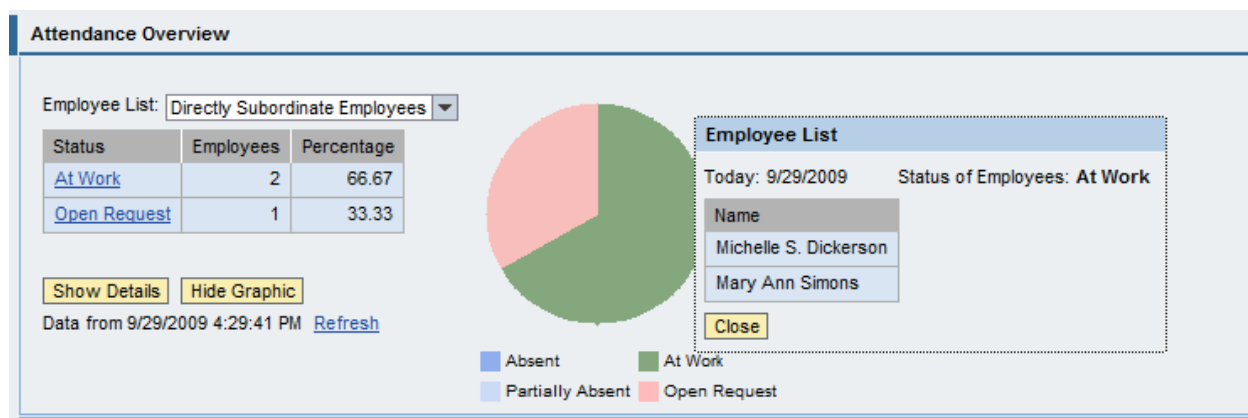 Attendance Overview
Employee List: Directly Subordinate Employees
Status Employees Percentage
At Work 2 66.67
Open Request 1 33.33
Show Details Hide Graphic
Data from 9/29/2009 4:29:41 PM Refresh
Absent At Work
Partially Absent Open Request
Employee List
Today: 9/29/2009 Status of Employees: At Work
Name
Michelle S. Dickerson
Mary Ann Simons
Close